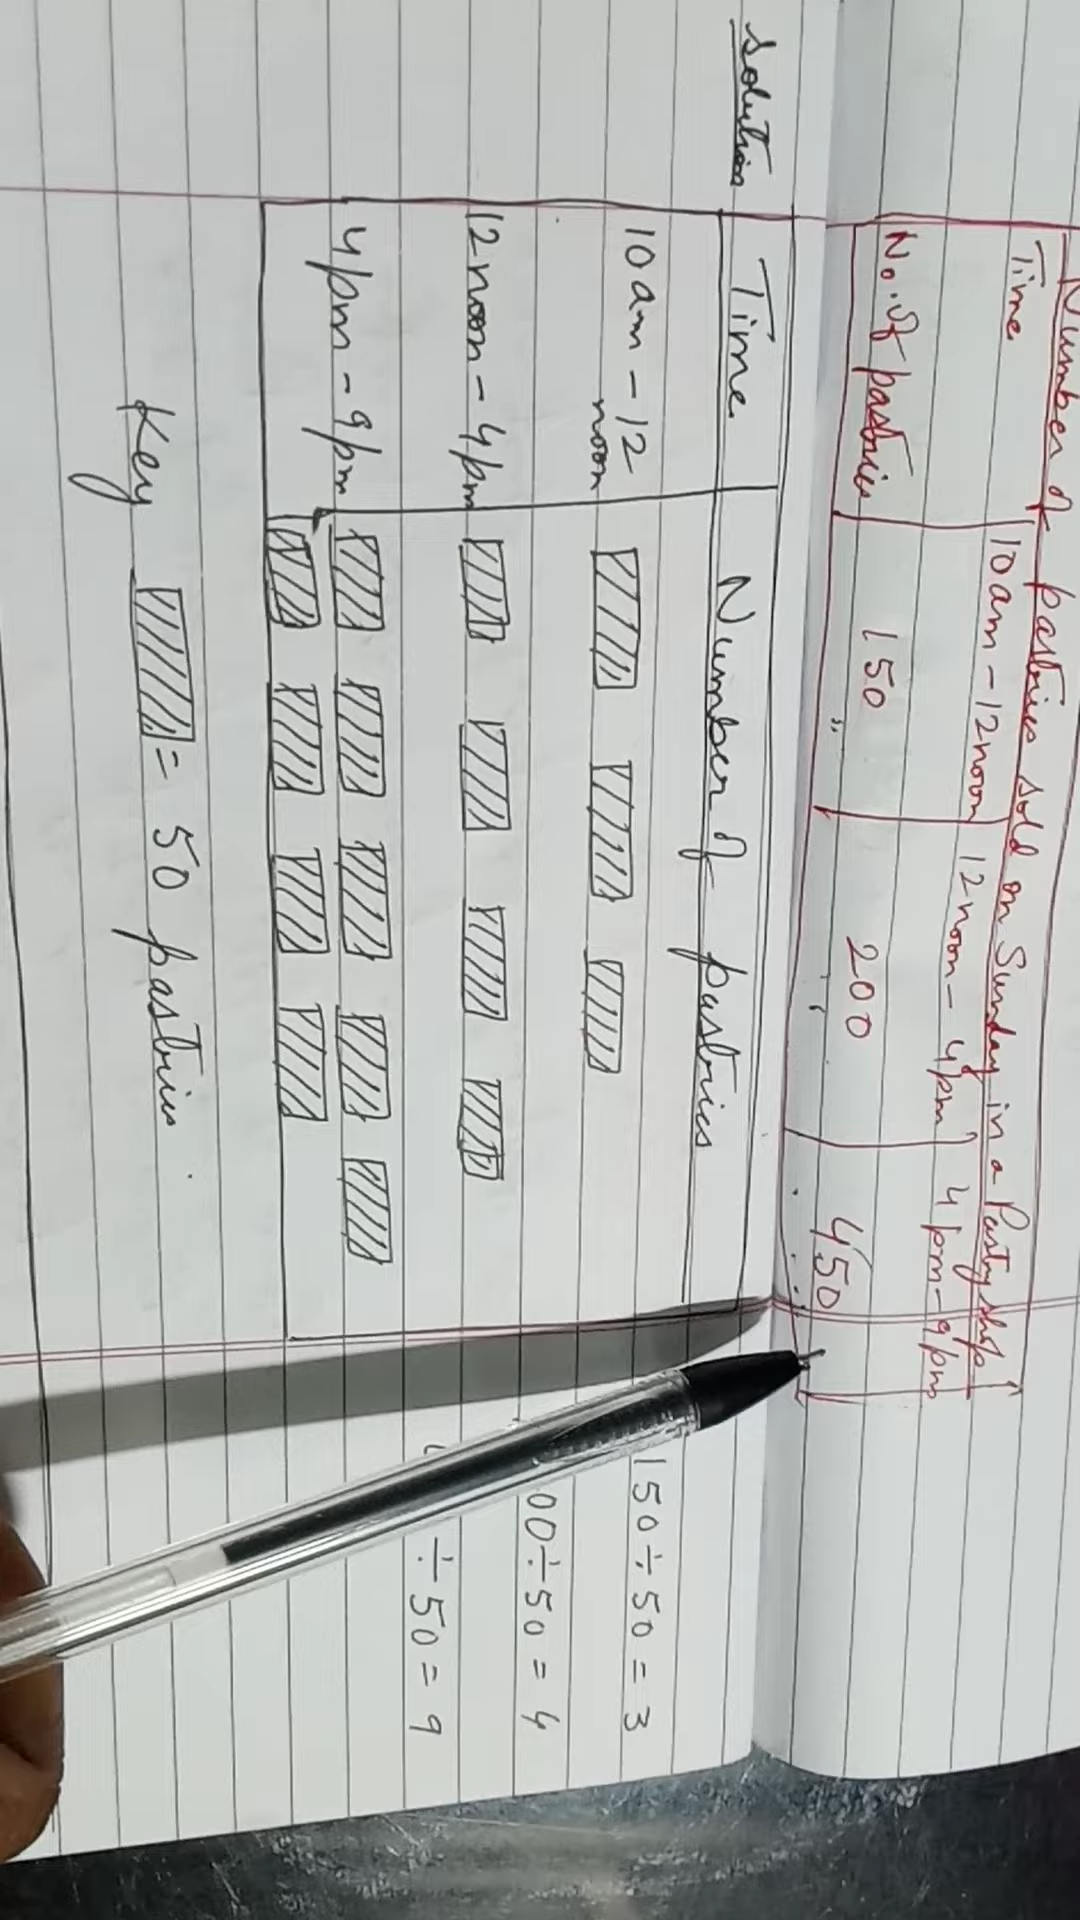 Number of pastries sold on Sunday in a Pastry shop
Time 10am-12noon 12noon-4pm 4pm-9pm
No. of pastries 150 200 450
Solution
Time Number of pastries
10am-12
noon
150÷50=3
12noon-4pm
00÷50=4
4pm-9pm
÷50=9
Key = 50 pastries.